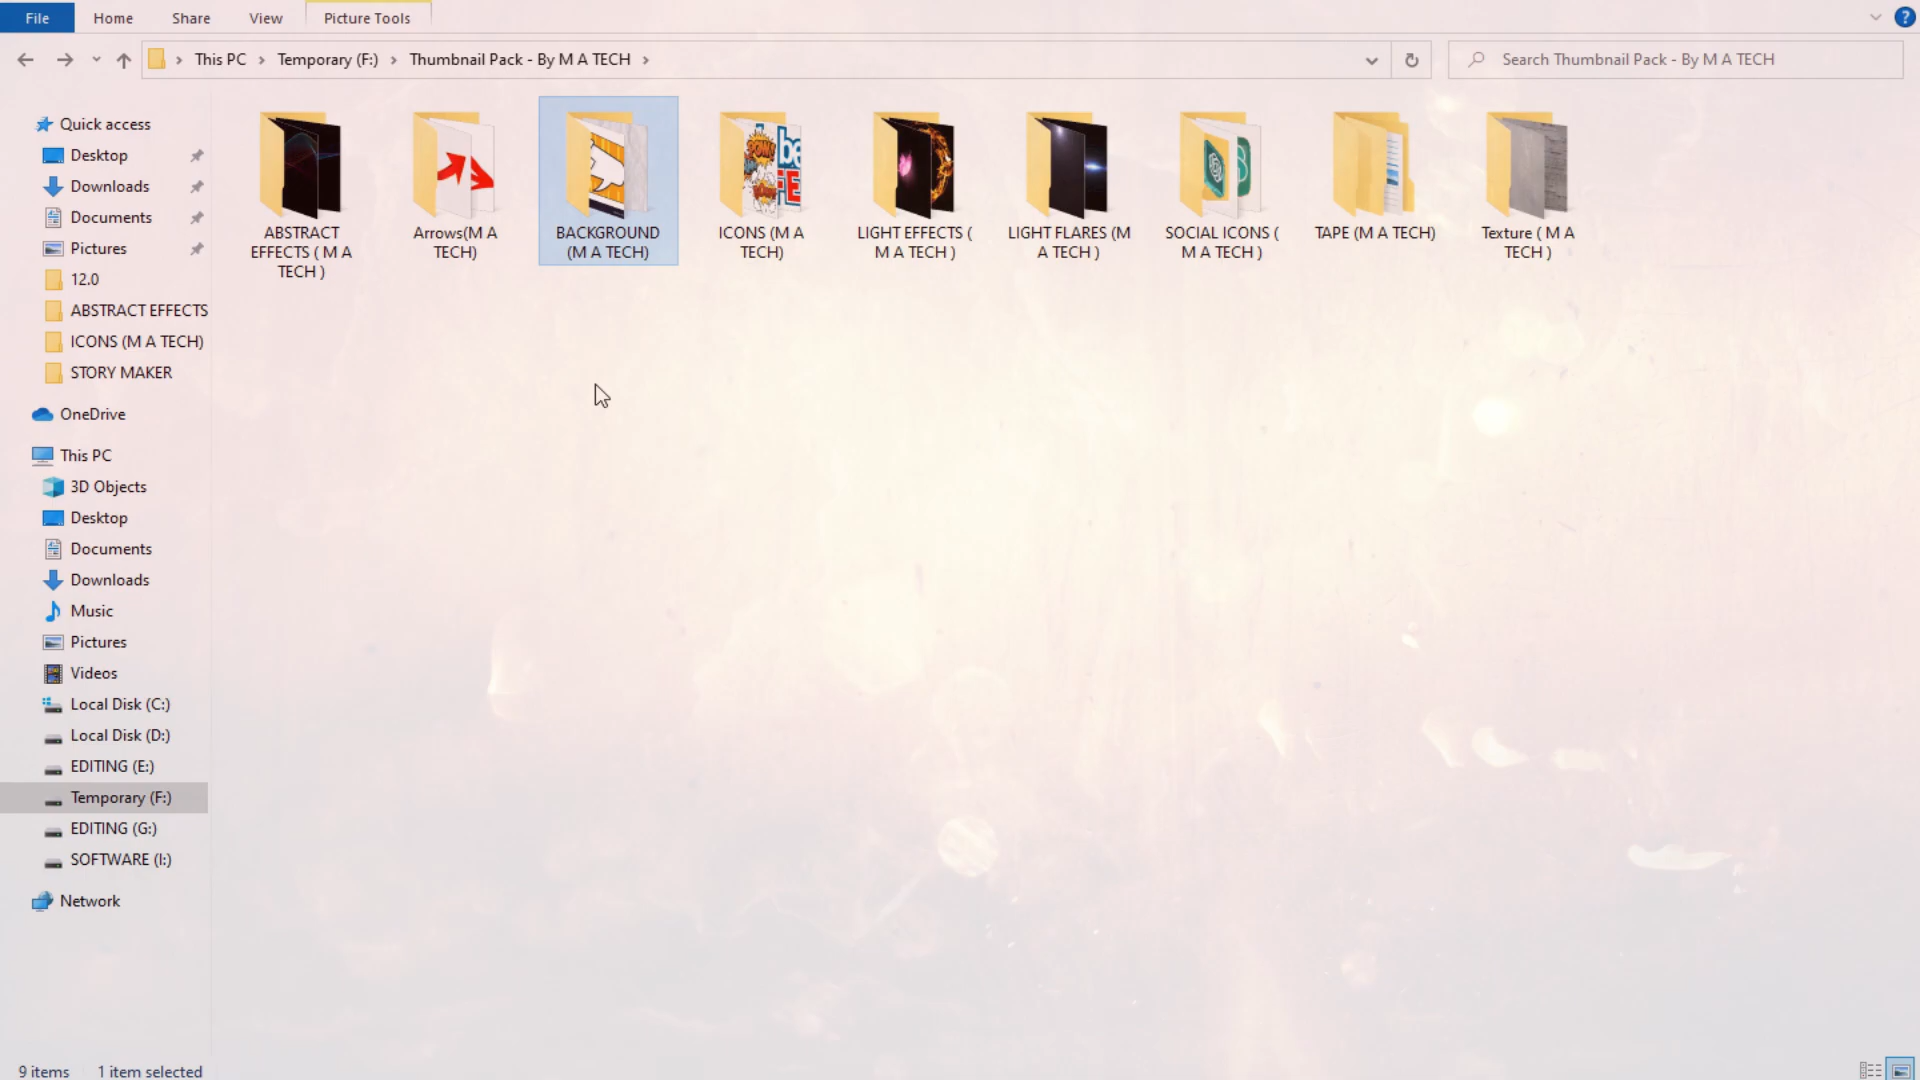 File Home Share View Picture Tools
This PC Temporary (F:) Thumbnail Pack - By M A TECH
Search Thumbnail Pack - By M A TECH
Quick access
Desktop
Downloads
Documents
Pictures
12.0
ABSTRACT EFFECTS
ICONS (M A TECH)
STORY MAKER
OneDrive
This PC
3D Objects
Desktop
Documents
Downloads
Music
Pictures
Videos
Local Disk (C:)
Local Disk (D:)
EDITING (E:)
Temporary (F:)
EDITING (G:)
SOFTWARE (I:)
Network
ABSTRACT
EFFECTS ( M A
TECH )
Arrows(M A
TECH)
BACKGROUND
(M A TECH)
POW!
be
FE
ICONS (M A
TECH)
LIGHT EFFECTS (
M A TECH )
LIGHT FLARES (M
A TECH )
SOCIAL ICONS (
M A TECH )
TAPE (M A TECH)
Texture ( M A
TECH )
9 items 1 item selected